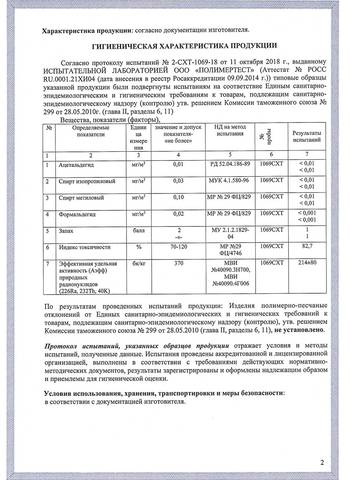 Характеристика продукции: согласно документации изготовителя.
ГИГИЕНИЧЕСКАЯ ХАРАКТЕРИСТИКА ПРОДУКЦИИ
Согласно протоколу испытаний № 2-СХТ-1069-18 от 11 октября 2018 г., выданному
ИСПЫТАТЕЛЬНОЙ ЛАБОРАТОРИЕЙ ООО «ПОЛИМЕРТЕСТ» (Аттестат № РОСС
RU.0001.21ХИ04 (дата внесения в реестр Росаккредитации 09.09.2014 г.)) типовые образцы
указанной продукции были подвергнуты испытаниям на соответствие Единым санитарно-
эпидемиологическим и гигиеническим требованиям к товарам, подлежащим санитарно-
эпидемиологическому надзору (контролю) утв. решением Комиссии таможенного союза №
299 от 28.05.2010г. (глава II, разделы 6, 11)
Вещества, показатели (факторы),
№ Определяемые показатели Едини ца измере ния значение и допуск показателя- не более» НД на метод испытания № пробы Результаты испытаний
1 2 3 4 5 6 7
1 Ацетальдегид мг/м³ 0,01 РД 52.04.186-89 1069СХТ < 0,01 < 0,01
2 Спирт изопропиловый мг/м³ 0,03 МУК 4.1.580-96 1069СХТ < 0,01 < 0,01
3 Спирт метиловый мг/м³ 0,10 МР № 29 ФЦ/829 1069СХТ < 0,01 < 0,01
4 Формальдегид мг/м³ 0,02 МР № 29 ФЦ/829 1069СХТ < 0,001 < 0,001
5 Запах балл 2 МУ 2.1.2.1829-04 1069СХТ 1 1
6 Индекс токсичности % 70-120 МР №29 ФЦ/4746 1069СХТ 82,7
7 Эффективная удельная активность (Аэфф) природных радионуклидов (226Ra, 232Th, 40K) бк/кг 370 МВИ №40090.3Н700, МВИ №40090.4Г006 1069СХТ 214±80
По результатам проведенных испытаний продукции: Изделия полимерно-песчаные
отклонений от Единых санитарно-эпидемиологических и гигиенических требований к
товарам, подлежащим санитарно-эпидемиологическому надзору (контролю), утв. решением
Комиссии таможенного союза № 299 от 28.05.2010 (глава II, разделы 6, 11), не установлено.
Протокол испытаний, указанных образцов продукции отражает условия и методы
испытаний, полученные данные. Испытания проведены аккредитованной и лицензированной
организацией, выполнены в соответствии с требованиями действующих нормативно-
методических документов, результаты зарегистрированы и оформлены надлежащим образом
и приемлемы для гигиенической оценки.
Условия использования, хранения, транспортировки и меры безопасности:
в соответствии с документацией изготовителя.
2